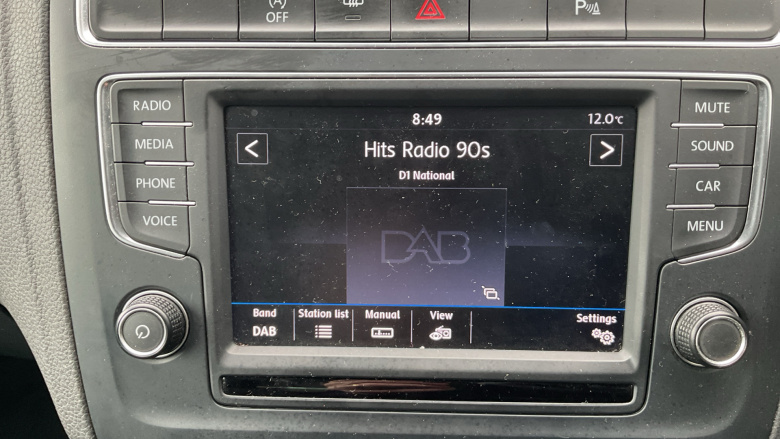 A
OFF
P
RADIO
MEDIA
PHONE
VOICE
8:49
12.0°C
< Hits Radio 90s >
D1 National
DAB
Band
DAB
Station list
Manual
View
Settings
MUTE
SOUND
CAR
MENU